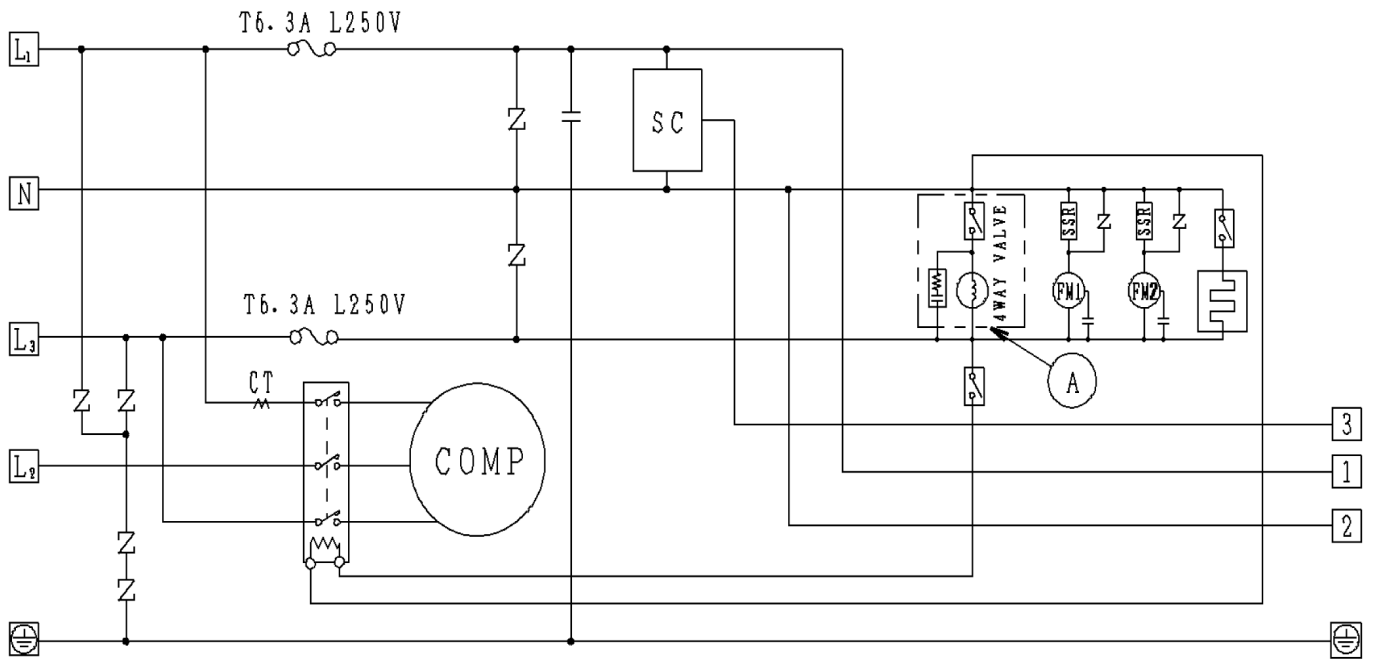 T6.3A L250V
L1
SC
N
SSR
SSR
4WAY VALVE
FM1
FM2
T6.3A L250V
L3
CT
A
COMP
3
L2
1
2